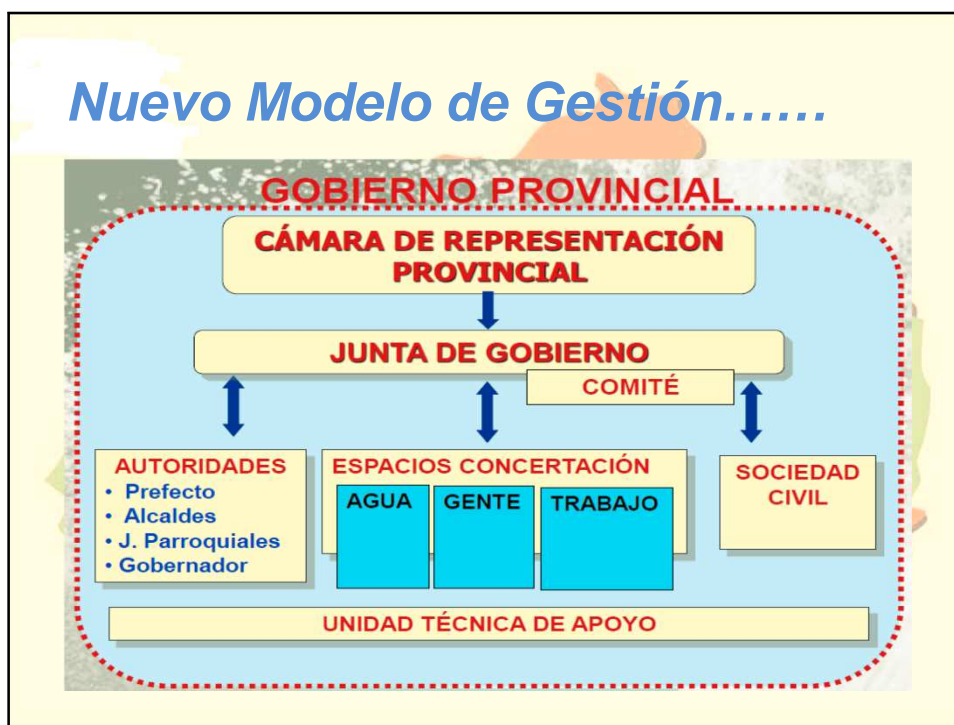 Nuevo Modelo de Gestión……
GOBIERNO PROVINCIAL
CÁMARA DE REPRESENTACIÓN
PROVINCIAL
JUNTA DE GOBIERNO
COMITÉ
AUTORIDADES
• Prefecto
• Alcaldes
• J. Parroquiales
• Gobernador
ESPACIOS CONCERTACIÓN
AGUA
GENTE
TRABAJO
SOCIEDAD
CIVIL
UNIDAD TÉCNICA DE APOYO